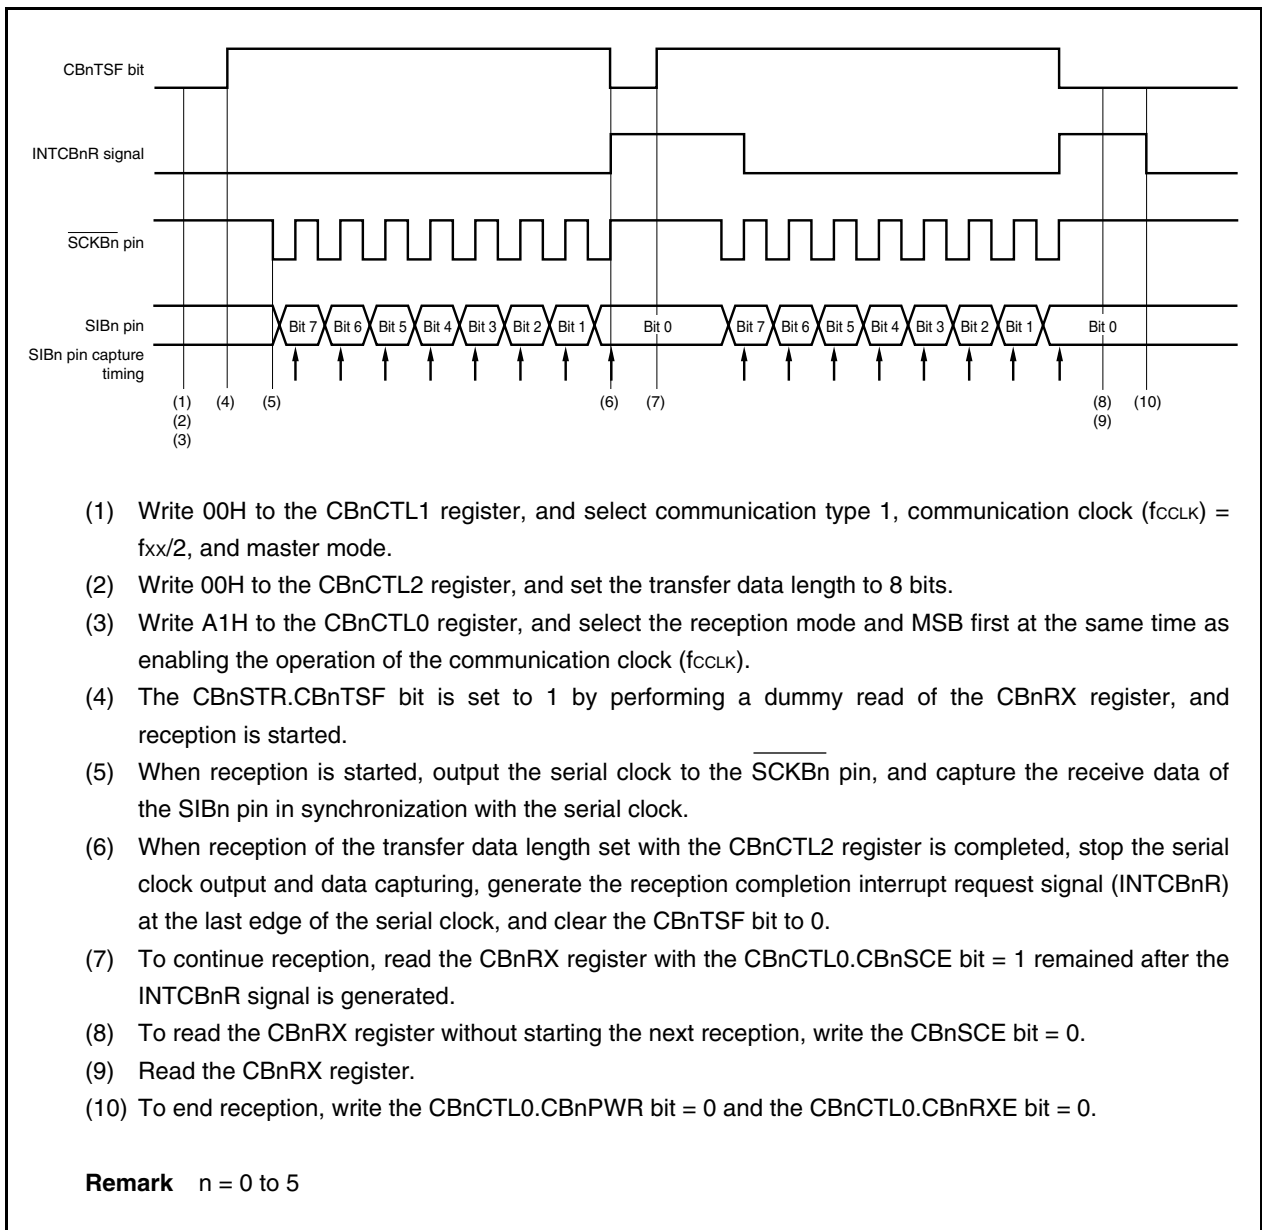 CBnTSF bit
INTCBnR signal
SCKBn pin
SIBn pin
Bit 7 Bit 6 Bit 5 Bit 4 Bit 3 Bit 2 Bit 1 Bit 0 Bit 7 Bit 6 Bit 5 Bit 4 Bit 3 Bit 2 Bit 1 Bit 0
SIBn pin capture
timing
(1) (4) (5) (6) (7) (8) (10)
(2) (9)
(3)
(1) Write 00H to the CBnCTL1 register, and select communication type 1, communication clock (fCCLK) =
fxx/2, and master mode.
(2) Write 00H to the CBnCTL2 register, and set the transfer data length to 8 bits.
(3) Write A1H to the CBnCTL0 register, and select the reception mode and MSB first at the same time as
enabling the operation of the communication clock (fCCLK).
(4) The CBnSTR.CBnTSF bit is set to 1 by performing a dummy read of the CBnRX register, and
reception is started.
(5) When reception is started, output the serial clock to the SCKBn pin, and capture the receive data of
the SIBn pin in synchronization with the serial clock.
(6) When reception of the transfer data length set with the CBnCTL2 register is completed, stop the serial
clock output and data capturing, generate the reception completion interrupt request signal (INTCBnR)
at the last edge of the serial clock, and clear the CBnTSF bit to 0.
(7) To continue reception, read the CBnRX register with the CBnCTL0.CBnSCE bit = 1 remained after the
INTCBnR signal is generated.
(8) To read the CBnRX register without starting the next reception, write the CBnSCE bit = 0.
(9) Read the CBnRX register.
(10) To end reception, write the CBnCTL0.CBnPWR bit = 0 and the CBnCTL0.CBnRXE bit = 0.
Remark n = 0 to 5